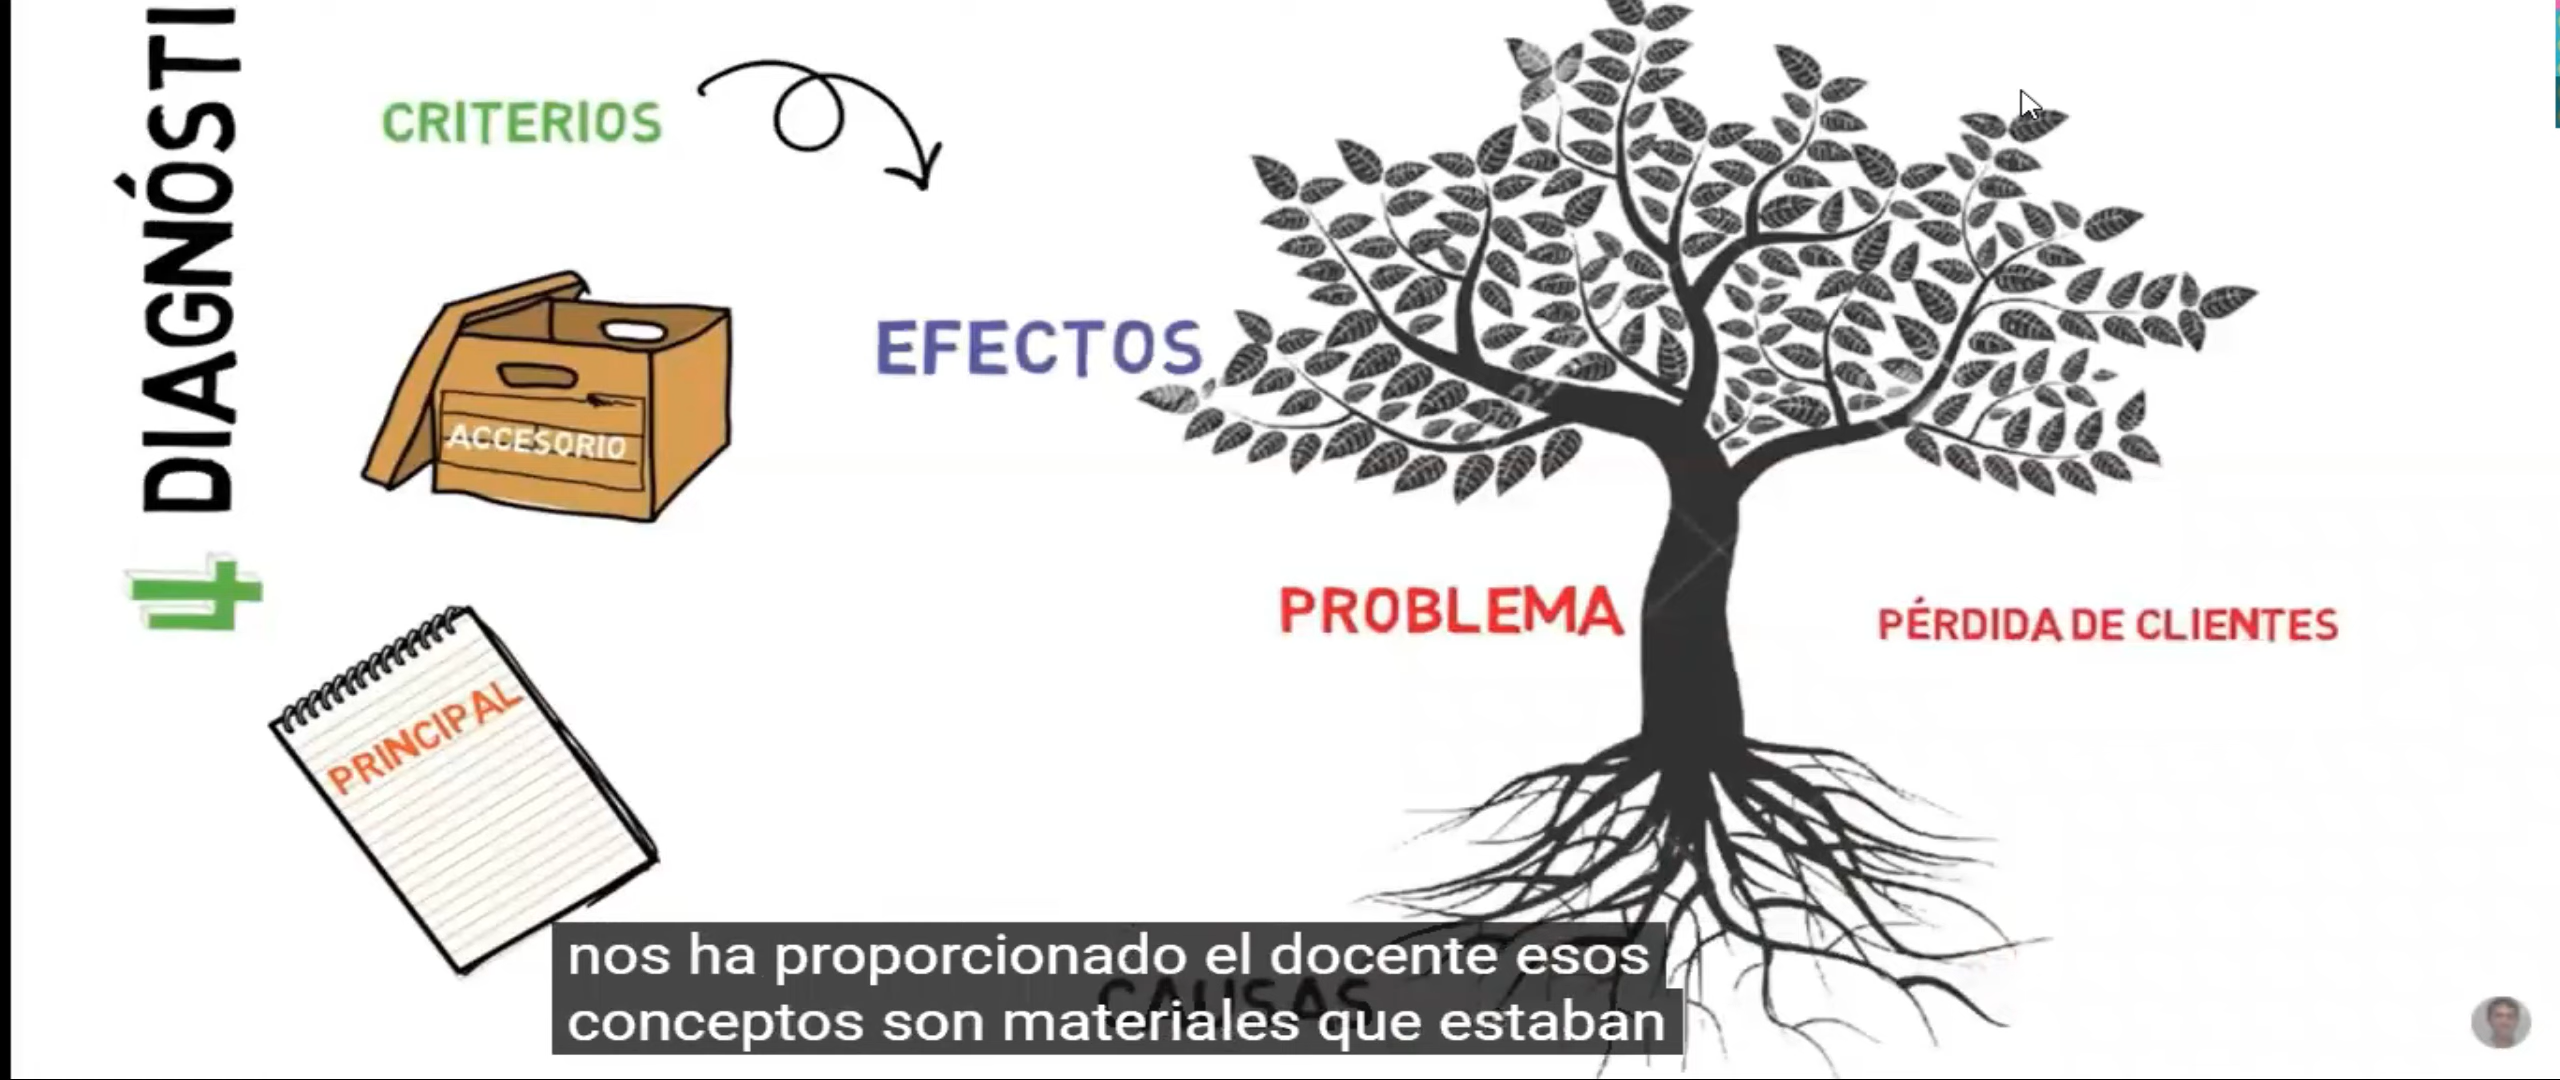 4 DIAGNÓSTI
CRITERIOS
ACCESORIO
EFECTOS
PROBLEMA
PÉRDIDA DE CLIENTES
PRINCIPAL
CAUSAS
nos ha proporcionado el docente esos
conceptos son materiales que estaban